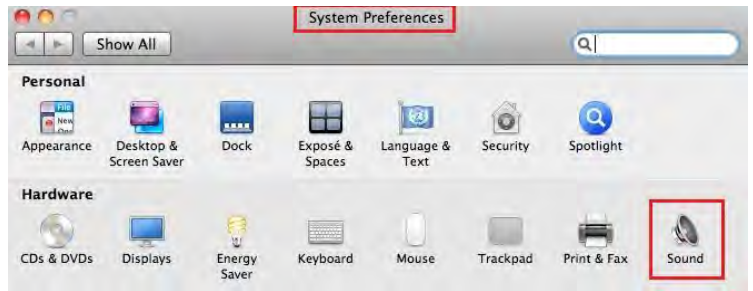 System Preferences
Show All
Personal
Appearance
Desktop &
Screen Saver
Dock
Exposé &
Spaces
Language &
Text
Security
Spotlight
Hardware
CDs & DVDs
Displays
Energy
Saver
Keyboard
Mouse
Trackpad
Print & Fax
Sound